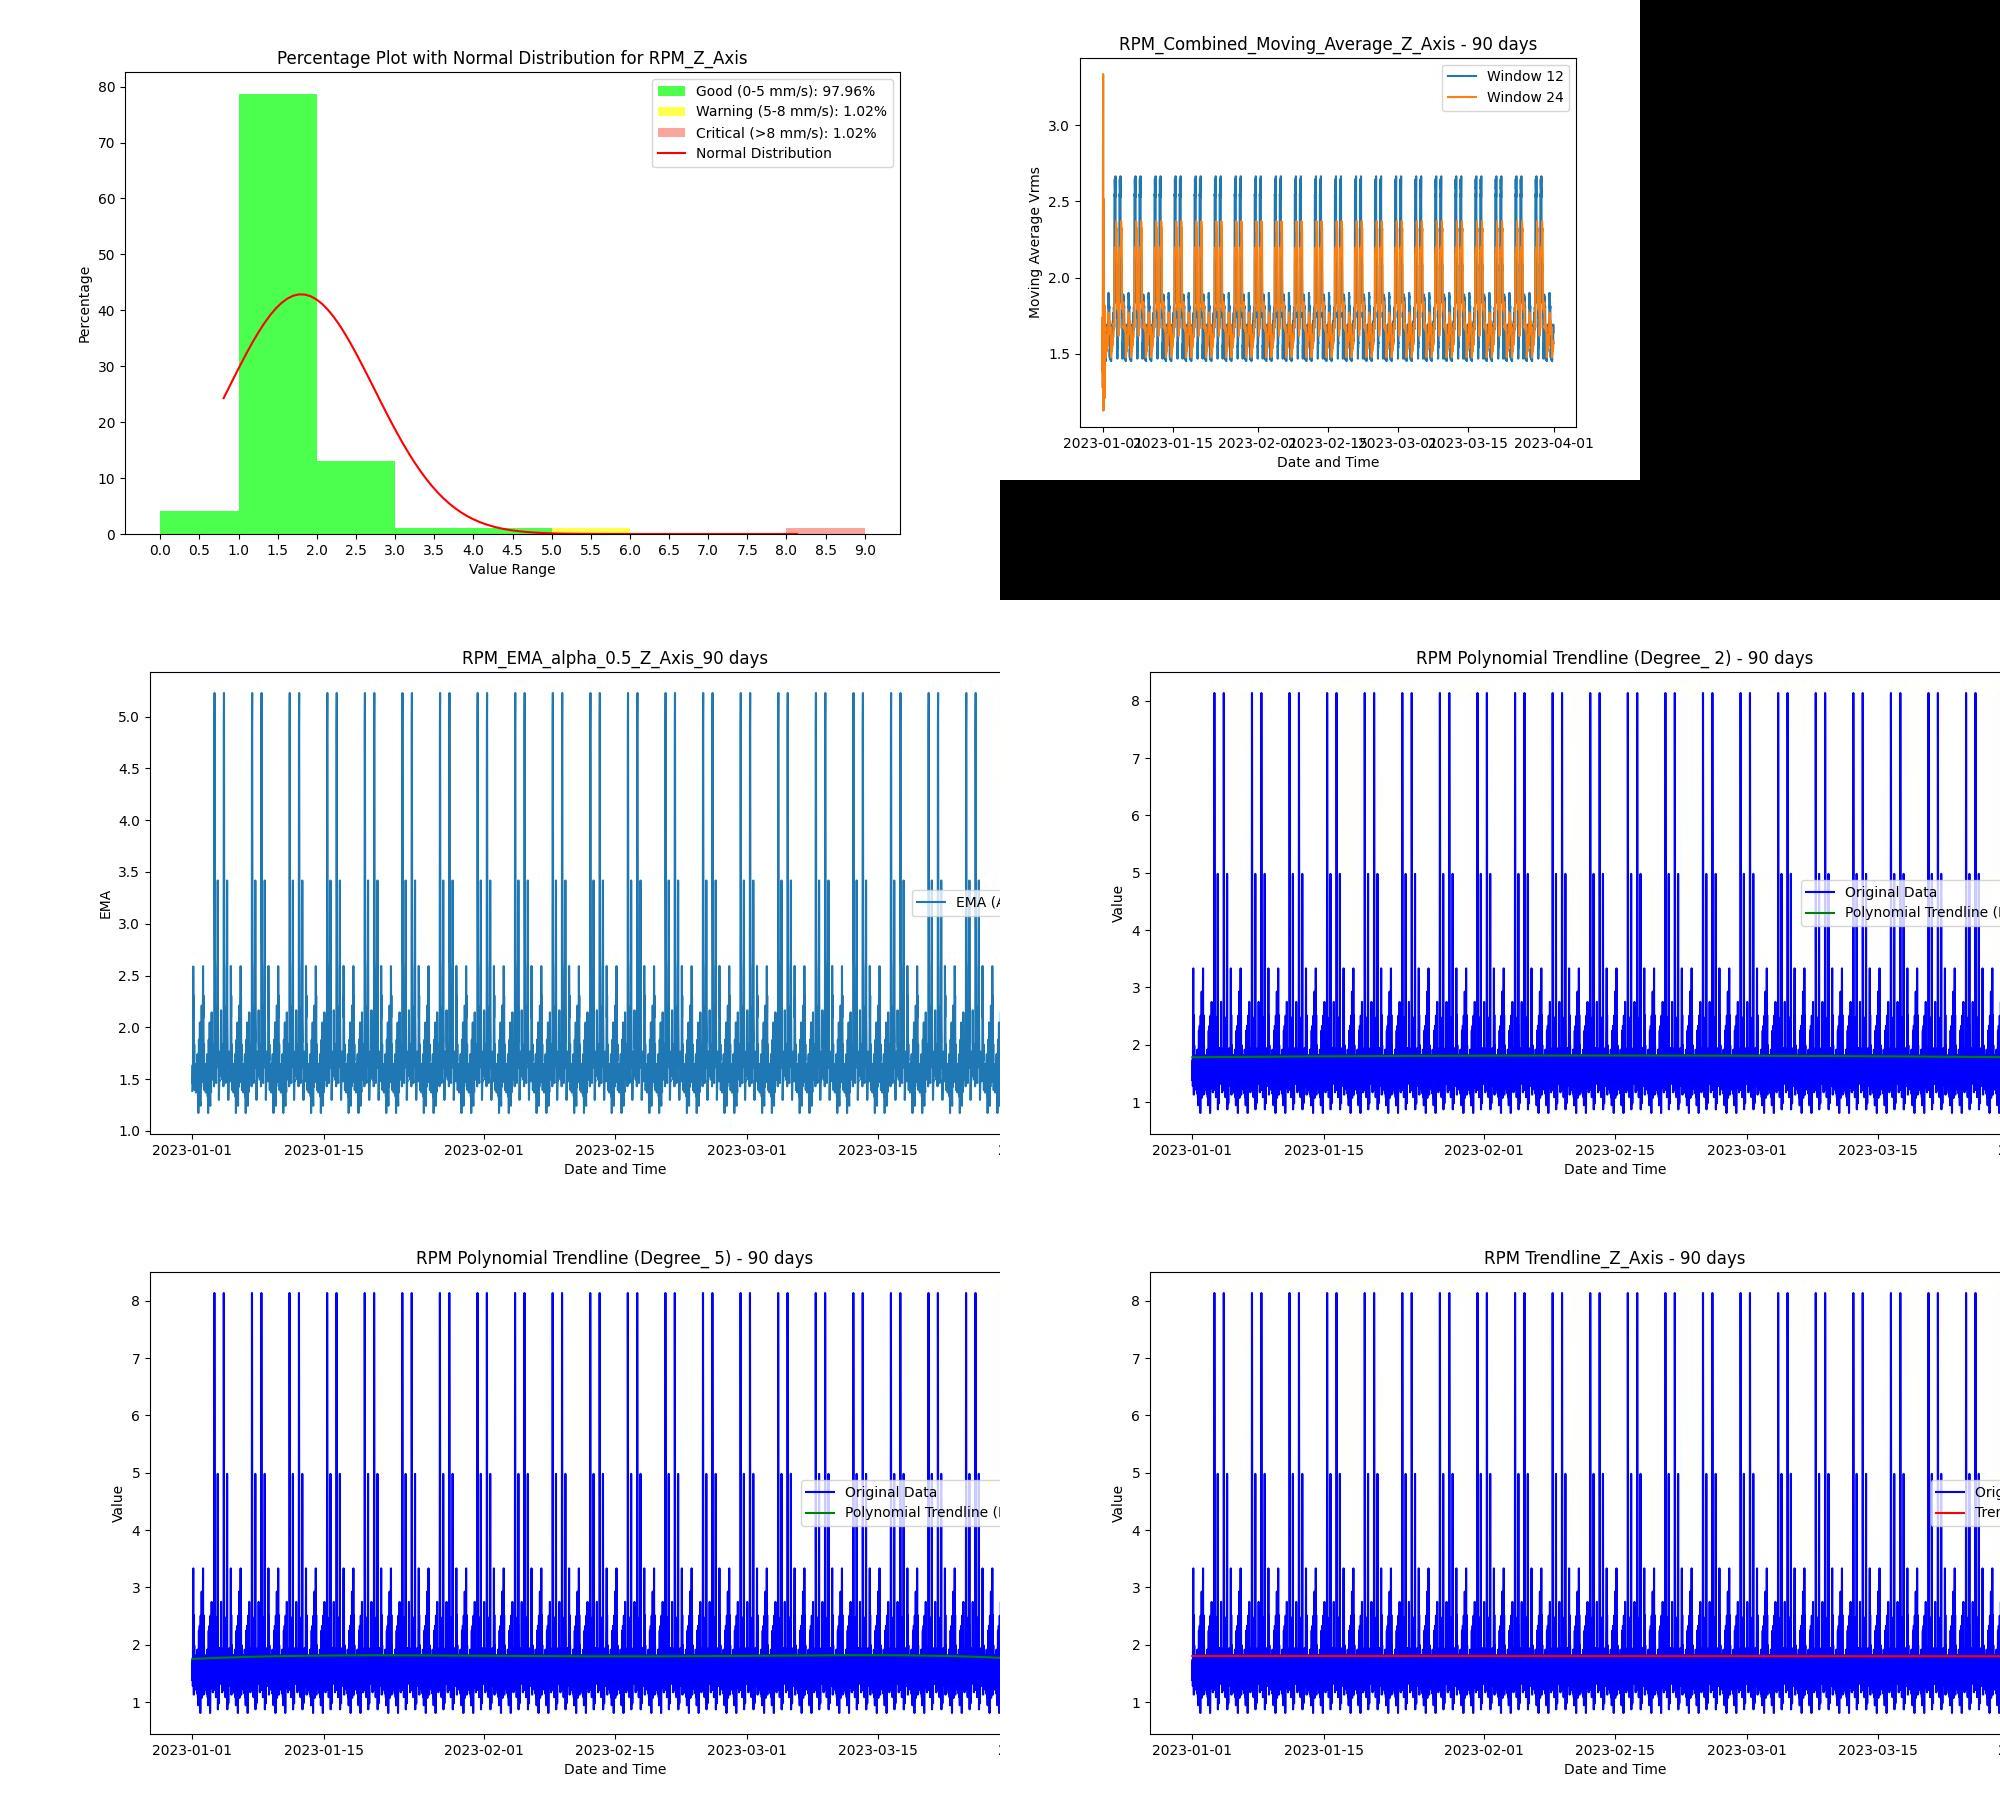 Percentage Plot with Normal Distribution for RPM_Z_Axis
Percentage
80
70
60
50
40
30
20
10
0
Good (0-5 mm/s): 97.96%
Warning (5-8 mm/s): 1.02%
Critical (>8 mm/s): 1.02%
Normal Distribution
0.0 0.5 1.0 1.5 2.0 2.5 3.0 3.5 4.0 4.5 5.0 5.5 6.0 6.5 7.0 7.5 8.0 8.5 9.0
Value Range
RPM_Combined_Moving_Average_Z_Axis - 90 days
Moving Average Vrms
3.0
2.5
2.0
1.5
Window 12
Window 24
2023-01-01 2023-01-15 2023-02-01 2023-02-15 2023-03-01 2023-03-15 2023-04-01
Date and Time
RPM_EMA_alpha_0.5_Z_Axis_90 days
EMA
5.0
4.5
4.0
3.5
3.0
2.5
2.0
1.5
1.0
EMA (A
2023-01-01 2023-01-15 2023-02-01 2023-02-15 2023-03-01 2023-03-15
Date and Time
RPM Polynomial Trendline (Degree_ 2) - 90 days
Value
8
7
6
5
4
3
2
1
Original Data
Polynomial Trendline (
2023-01-01 2023-01-15 2023-02-01 2023-02-15 2023-03-01 2023-03-15
Date and Time
RPM Polynomial Trendline (Degree_ 5) - 90 days
Value
8
7
6
5
4
3
2
1
Original Data
Polynomial Trendline (
2023-01-01 2023-01-15 2023-02-01 2023-02-15 2023-03-01 2023-03-15
Date and Time
RPM Trendline_Z_Axis - 90 days
Value
8
7
6
5
4
3
2
1
Orig
Tren
2023-01-01 2023-01-15 2023-02-01 2023-02-15 2023-03-01 2023-03-15
Date and Time